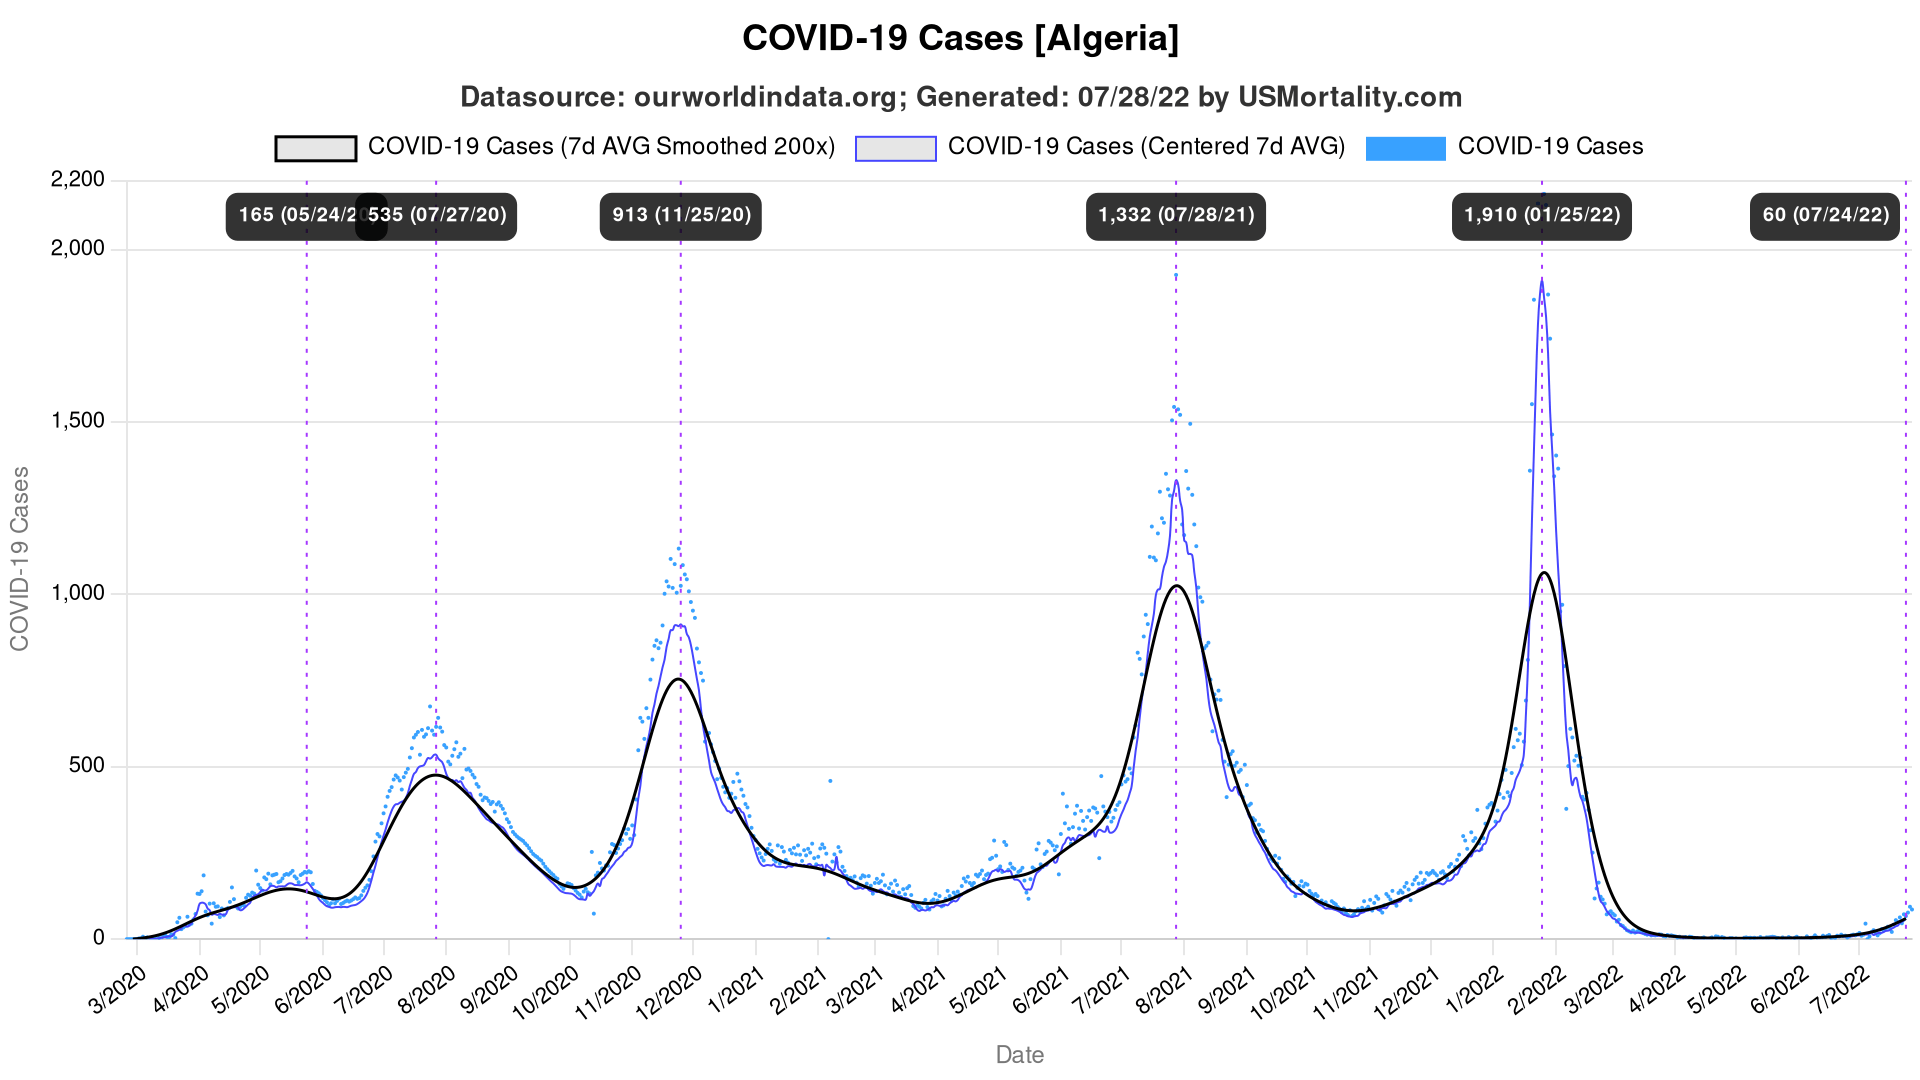 COVID-19 Cases [Algeria]
Datasource: ourworldindata.org; Generated: 07/28/22 by USMortality.com
COVID-19 Cases (7d AVG Smoothed 200x) COVID-19 Cases (Centered 7d AVG) COVID-19 Cases
2,200
165 (05/24/20 535 (07/27/20) 913 (11/25/20) 1,332 (07/28/21) 1,910 (01/25/22) 60 (07/24/22)
2,000
1,500
1,000
500
0
COVID-19 Cases
3/2020 4/2020 5/2020 6/2020 7/2020 8/2020 9/2020 10/2020 11/2020 12/2020 1/2021 2/2021 3/2021 4/2021 5/2021 6/2021 7/2021 8/2021 9/2021 10/2021 11/2021 12/2021 1/2022 2/2022 3/2022 4/2022 5/2022 6/2022 7/2022
Date